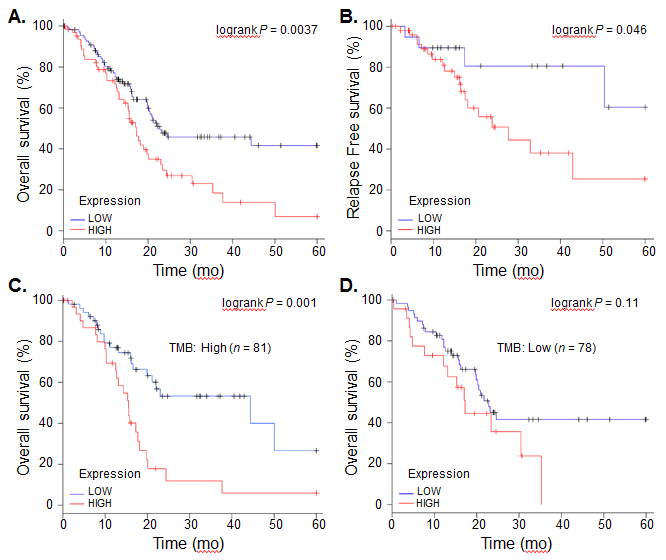 A.
logrank P = 0.0037
100
80
60
40
20
0
Overall survival (%)
Expression
LOW
HIGH
0 10 20 30 40 50 60
Time (mo)
B.
logrank P = 0.046
100
80
60
40
20
0
Relapse Free survival (%)
Expression
LOW
HIGH
0 10 20 30 40 50 60
Time (mo)
C.
logrank P = 0.001
TMB: High (n = 81)
100
80
60
40
20
0
Overall survival (%)
Expression
LOW
HIGH
0 10 20 30 40 50 60
Time (mo)
D.
logrank P = 0.11
TMB: Low (n = 78)
100
80
60
40
20
0
Overall survival (%)
Expression
LOW
HIGH
0 10 20 30 40 50 60
Time (mo)